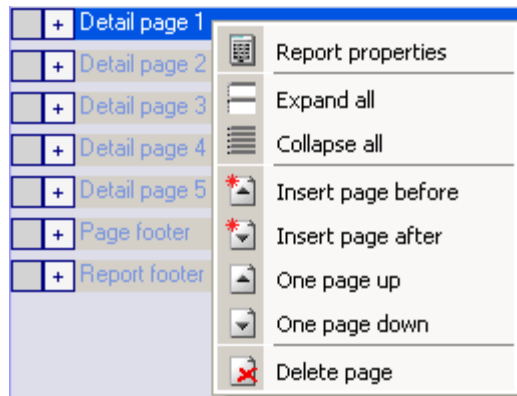 Detail page 1
Detail page 2
Detail page 3
Detail page 4
Detail page 5
Page footer
Report footer
Report properties
Expand all
Collapse all
Insert page before
Insert page after
One page up
One page down
Delete page